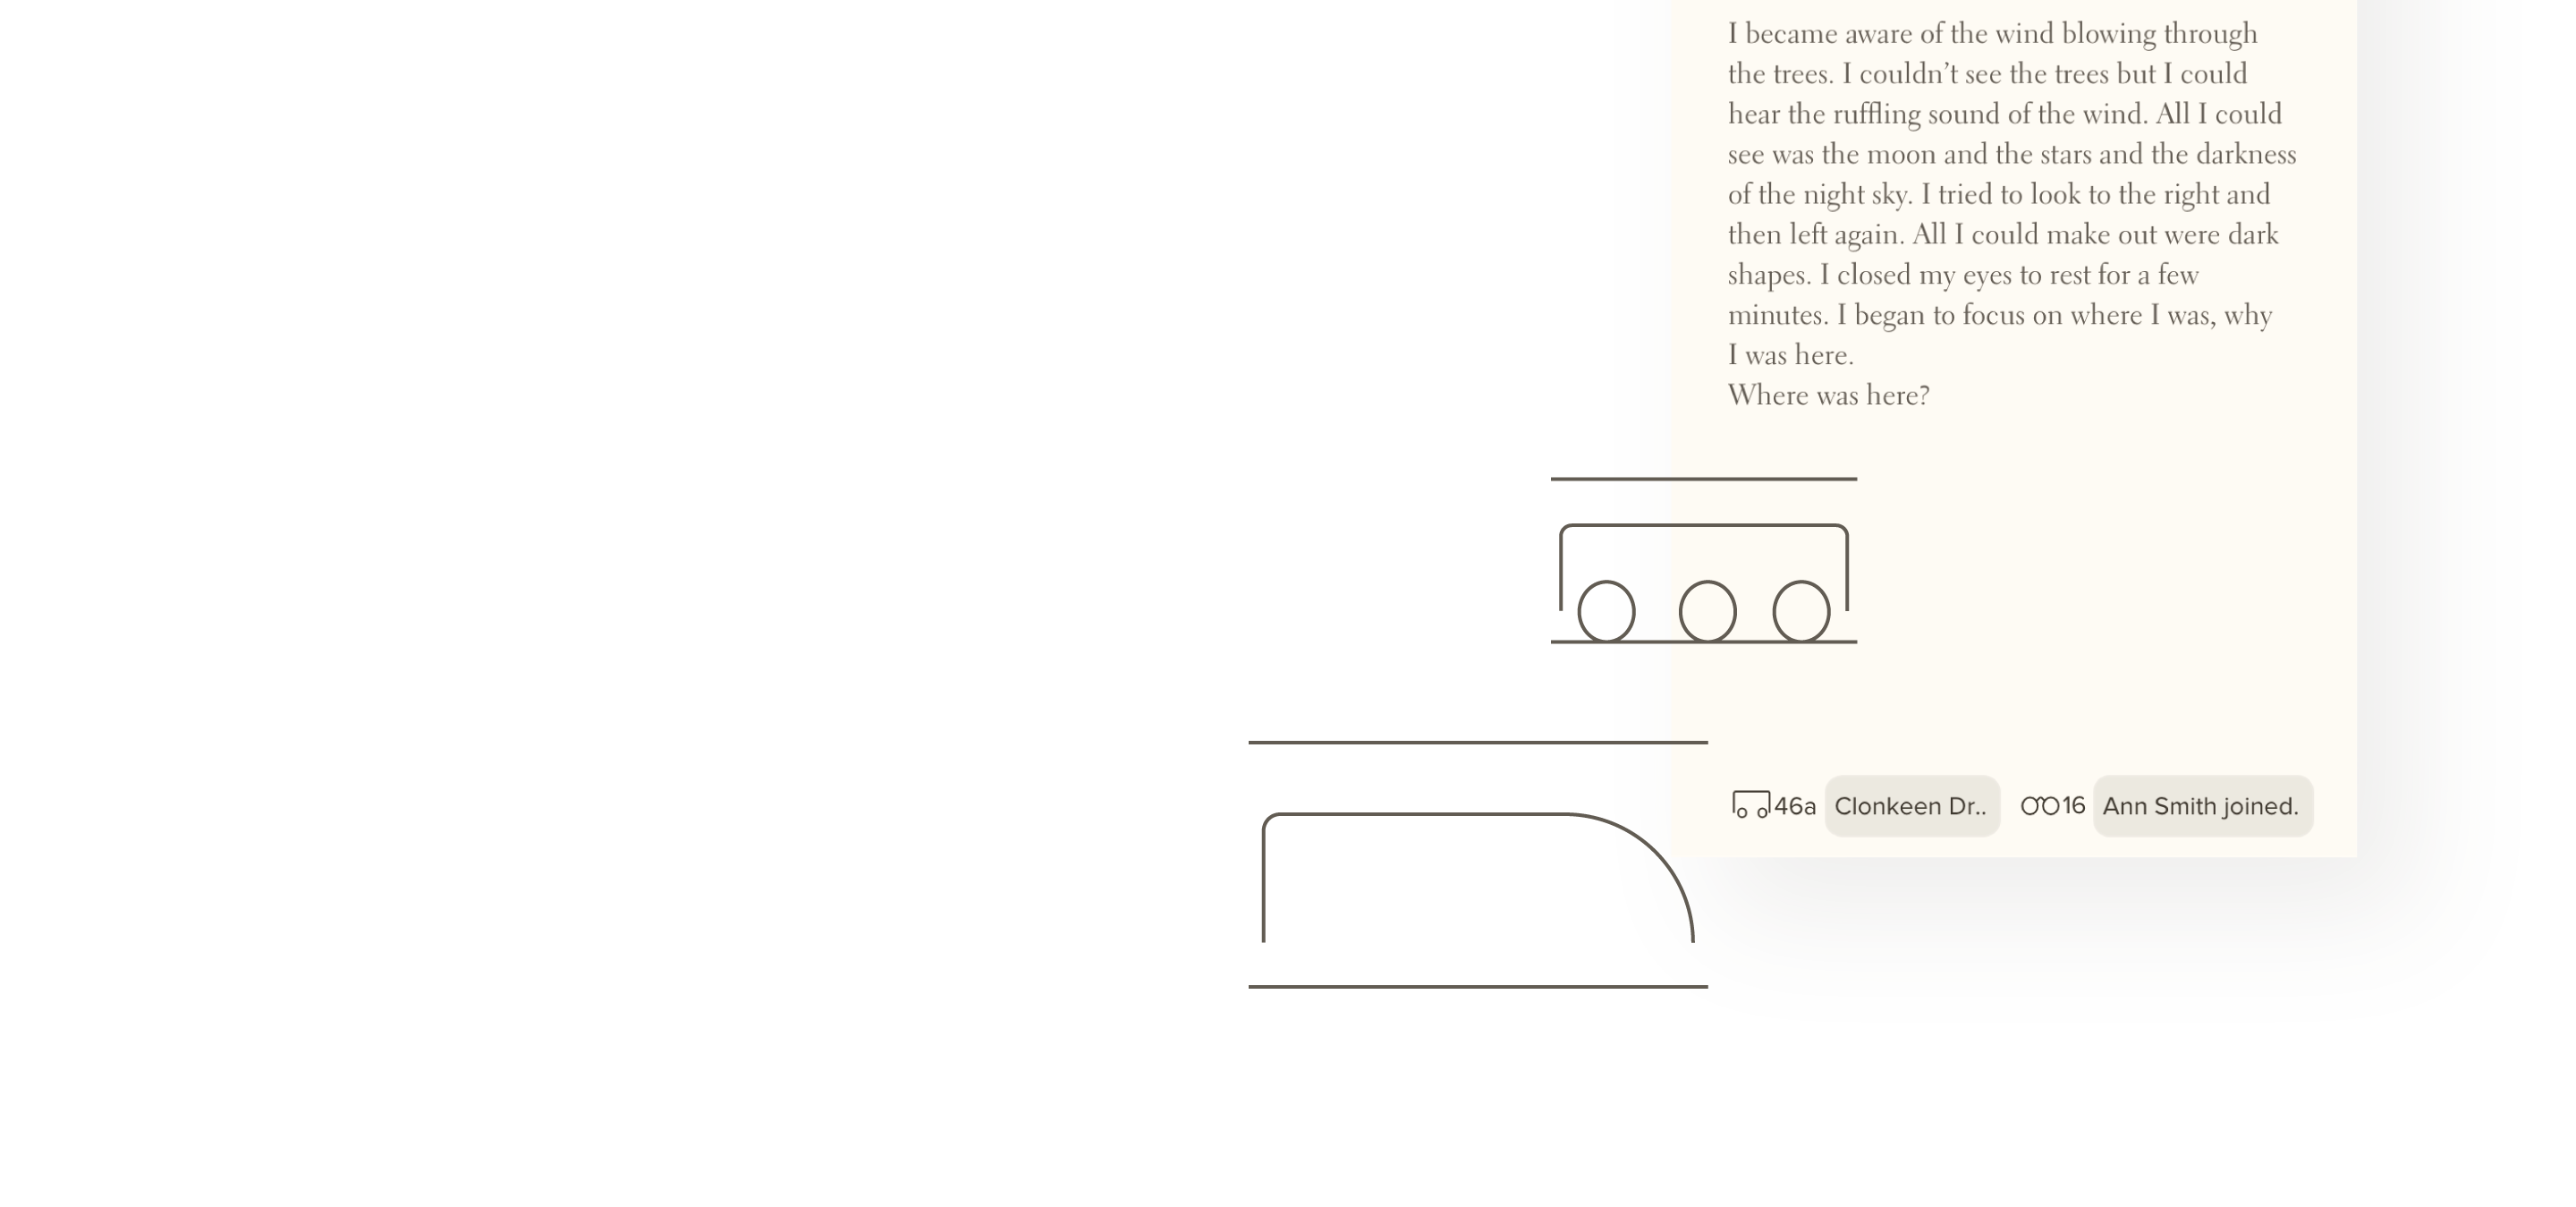 I became aware of the wind blowing through
the trees. I couldn’t see the trees but I could
hear the ruffling sound of the wind. All I could
see was the moon and the stars and the darkness
of the night sky. I tried to look to the right and
then left again. All I could make out were dark
shapes. I closed my eyes to rest for a few
minutes. I began to focus on where I was, why
I was here.
Where was here?
46a Clonkeen Dr.. 16 Ann Smith joined.